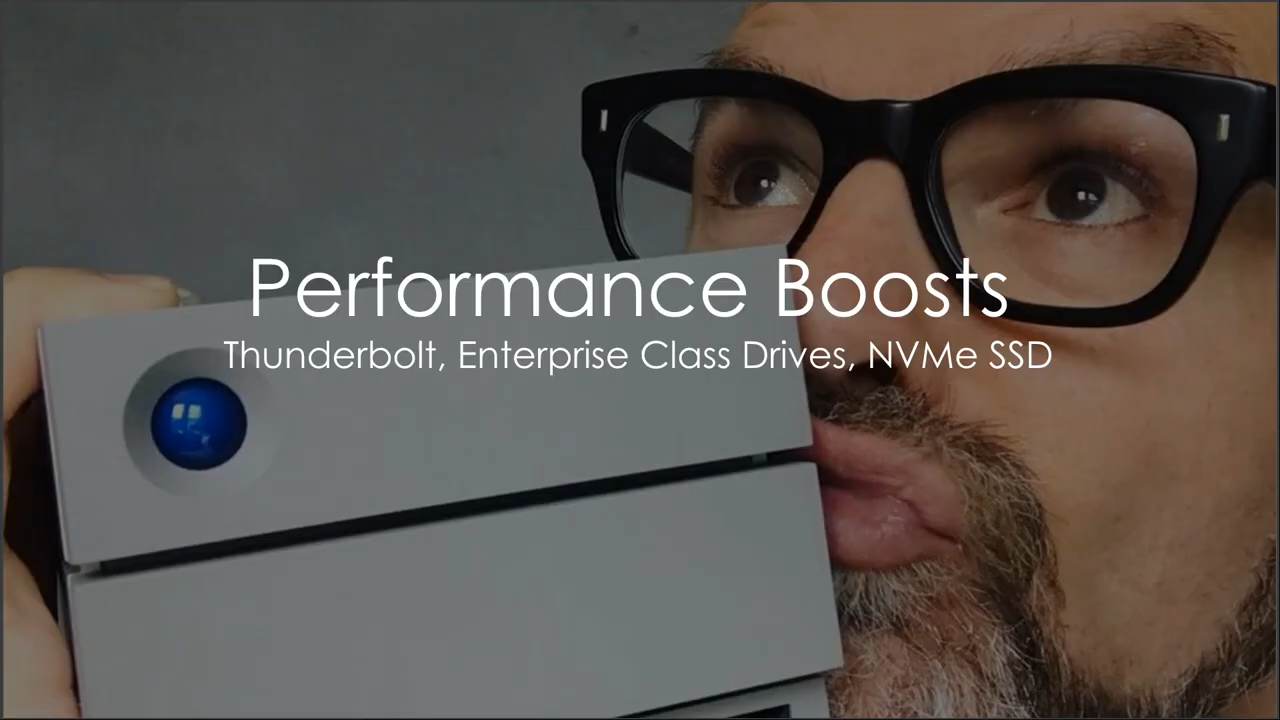 Performance Boosts
Thunderbolt, Enterprise Class Drives, NVMe SSD